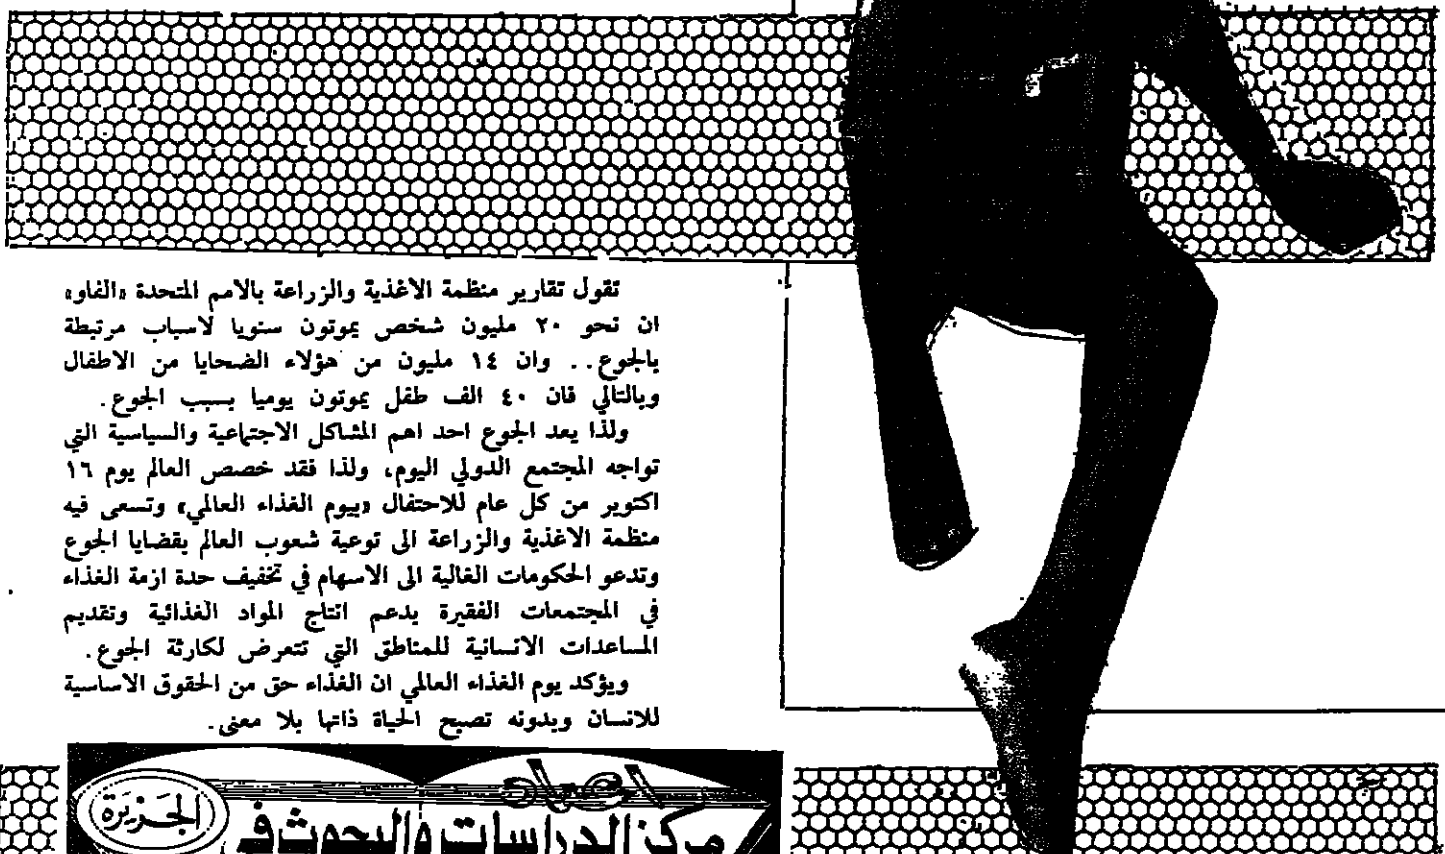 تقول تقارير منظمة الاغذية والزراعة بالامم المتحدة «الفاو»
ان نحو ٢٠ مليون شخص يموتون سنويا لاسباب مرتبطة
بالجوع.. وان ١٤ مليون من هؤلاء الضحايا من الاطفال
وبالتالي فان ٤٠ الف طفل يموتون يوميا بسبب الجوع.
ولذا يعد الجوع احد اهم المشاكل الاجتماعية والسياسية التي
تواجه المجتمع الدولي اليوم، ولذا فقد خصص العالم يوم ١٦
اكتوبر من كل عام للاحتفال «بيوم الغذاء العالمي» وتسعى فيه
منظمة الاغذية والزراعة الى توعية شعوب العالم بقضايا الجوع
وتدعو الحكومات الغالية الى الاسهام في تخفيف حدة ازمة الغذاء
في المجتمعات الفقيرة بدعم انتاج المواد الغذائية وتقديم
المساعدات الانسانية للمناطق التي تتعرض لكارثة الجوع.
ويؤكد يوم الغذاء العالمي ان الغذاء حق من الحقوق الاساسية
للانسان وبدونه تصبح الحياة ذاتها بلا معنى.
اعداد
مركز الدراسات والبحوث في
الجزيرة